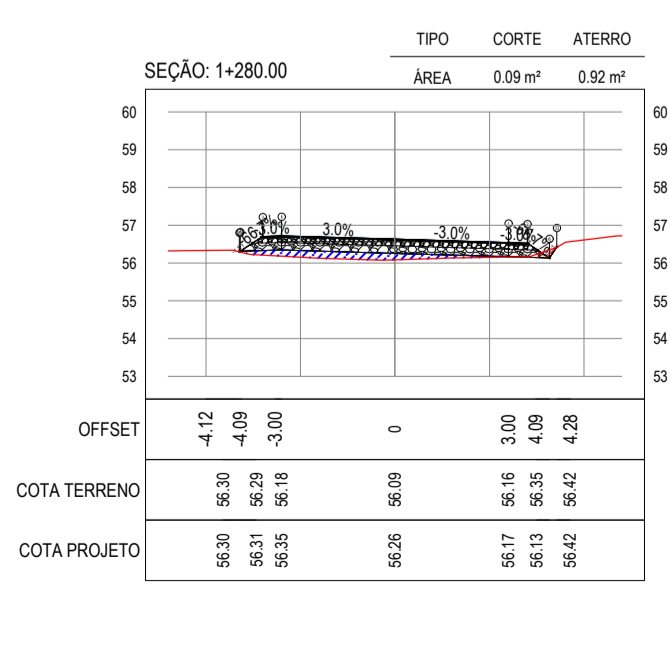 TIPO CORTE ATERRO
SEÇÃO: 1+280.00
ÁREA 0.09 m² 0.92 m²
60 60
59 59
58 58
57 57
3.0% -3.0%
56 56
55 55
54 54
53 53
OFFSET -4.12 -4.09 -3.00 0 3.00 4.09 4.28
COTA TERRENO 56.30 56.29 56.18 56.09 56.16 56.35 56.42
COTA PROJETO 56.30 56.31 56.35 56.26 56.17 56.13 56.42